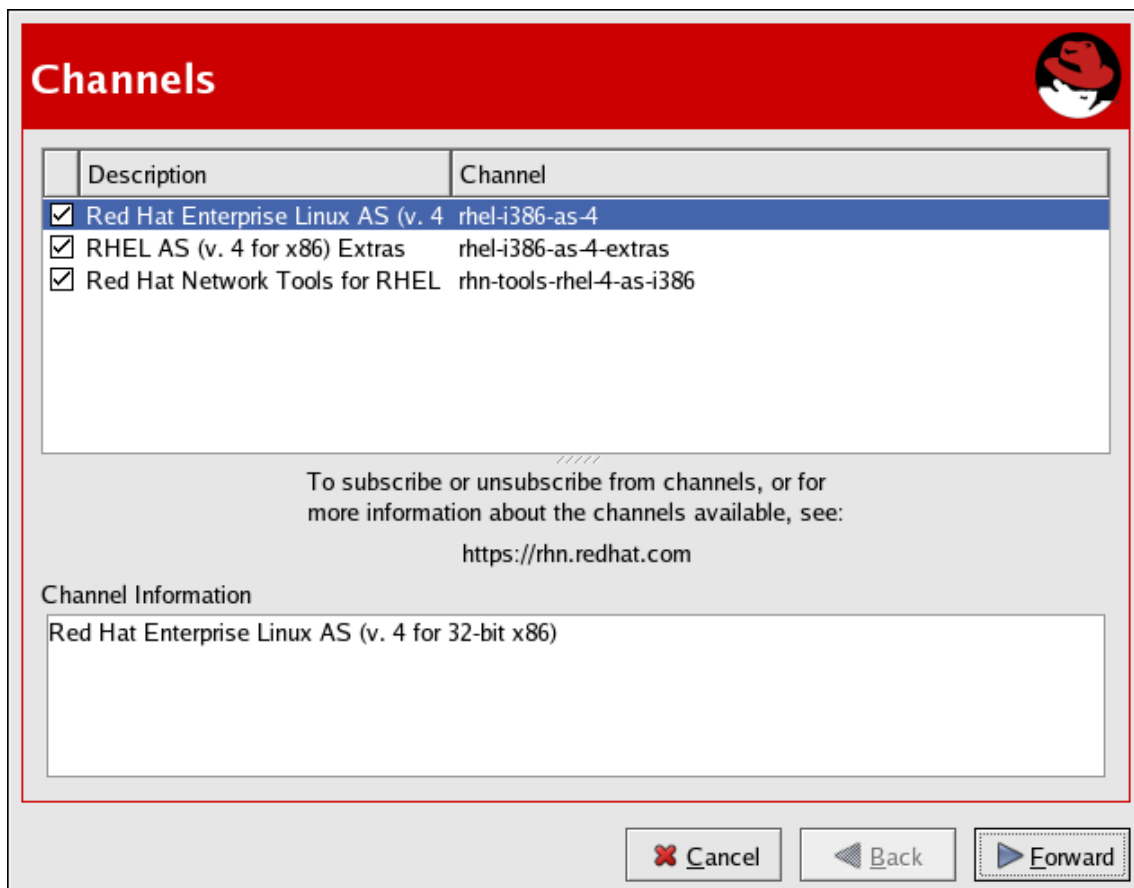 Channels
Description Channel
Red Hat Enterprise Linux AS (v. 4 rhel-i386-as-4
RHEL AS (v. 4 for x86) Extras rhel-i386-as-4-extras
Red Hat Network Tools for RHEL rhn-tools-rhel-4-as-i386
To subscribe or unsubscribe from channels, or for
more information about the channels available, see:
https://rhn.redhat.com
Channel Information
Red Hat Enterprise Linux AS (v. 4 for 32-bit x86)
Cancel Back Forward